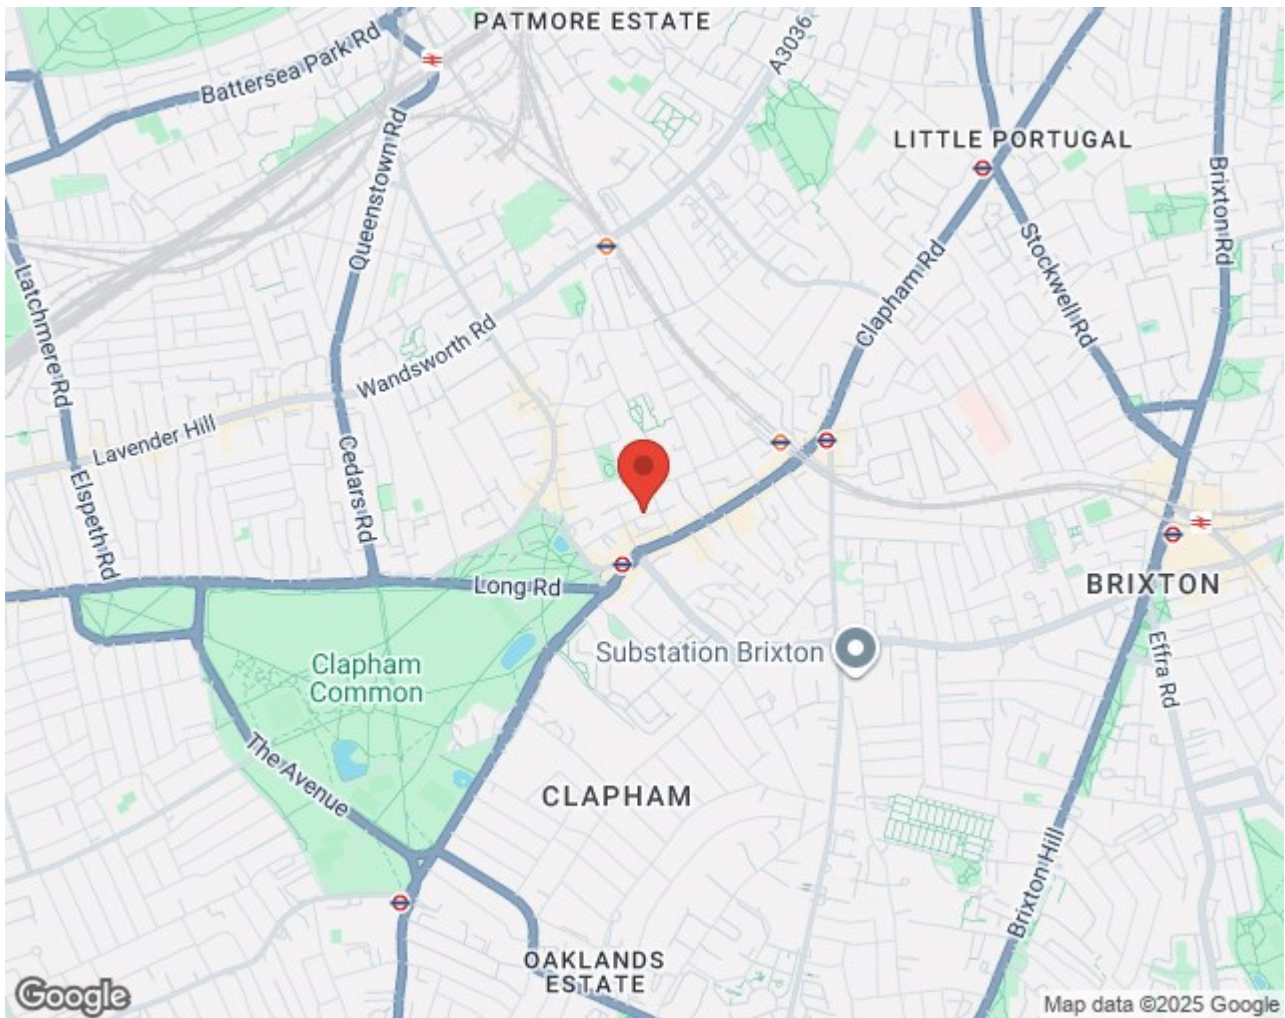 PATMORE ESTATE
A3036
Battersea Park Rd
LITTLE PORTUGAL
Queenstown Rd
Brixton Rd
Stockwell Rd
Clapham Rd
Latchmere Rd
Wandsworth Rd
Lavender Hill
Cedars Rd
Elspeth Rd
Long Rd
BRIXTON
Substation Brixton
Effra Rd
Clapham
Common
The Avenue
CLAPHAM
Brixton Hill
OAKLANDS
ESTATE
Google
Map data ©2025 Google